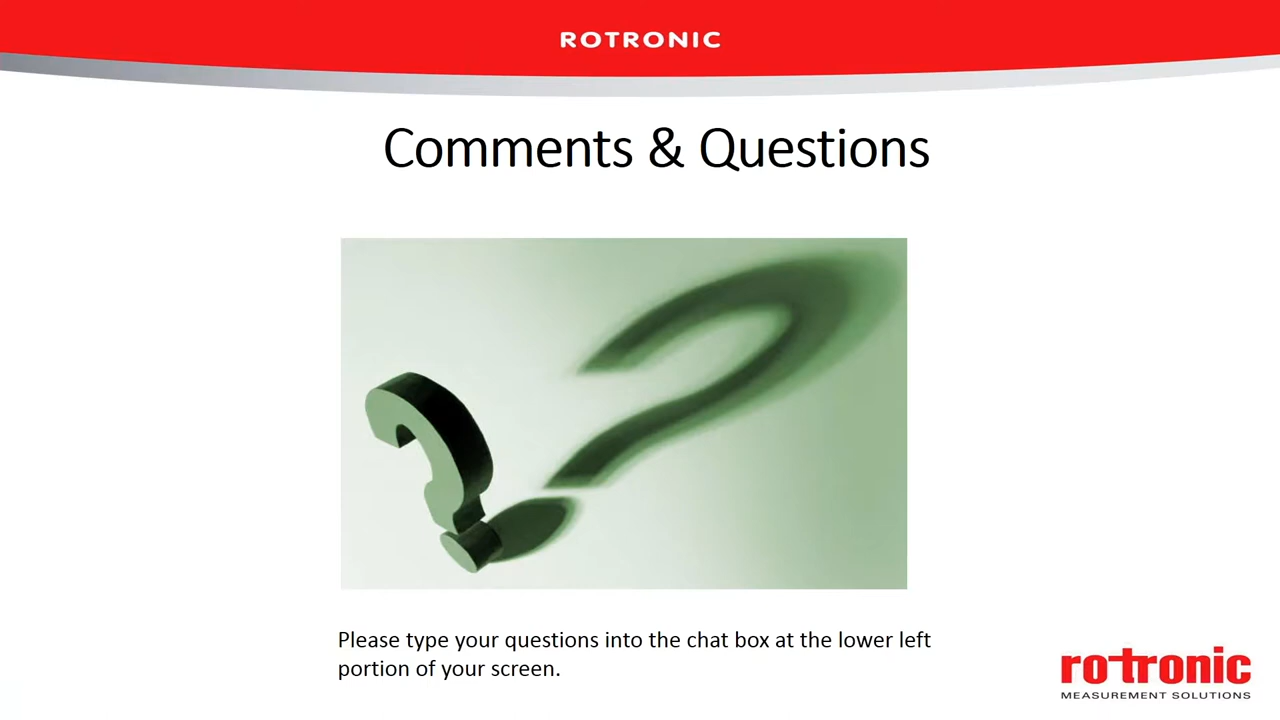 ROTRONIC
Comments & Questions
Please type your questions into the chat box at the lower left
portion of your screen.
rotronic
MEASUREMENT SOLUTIONS